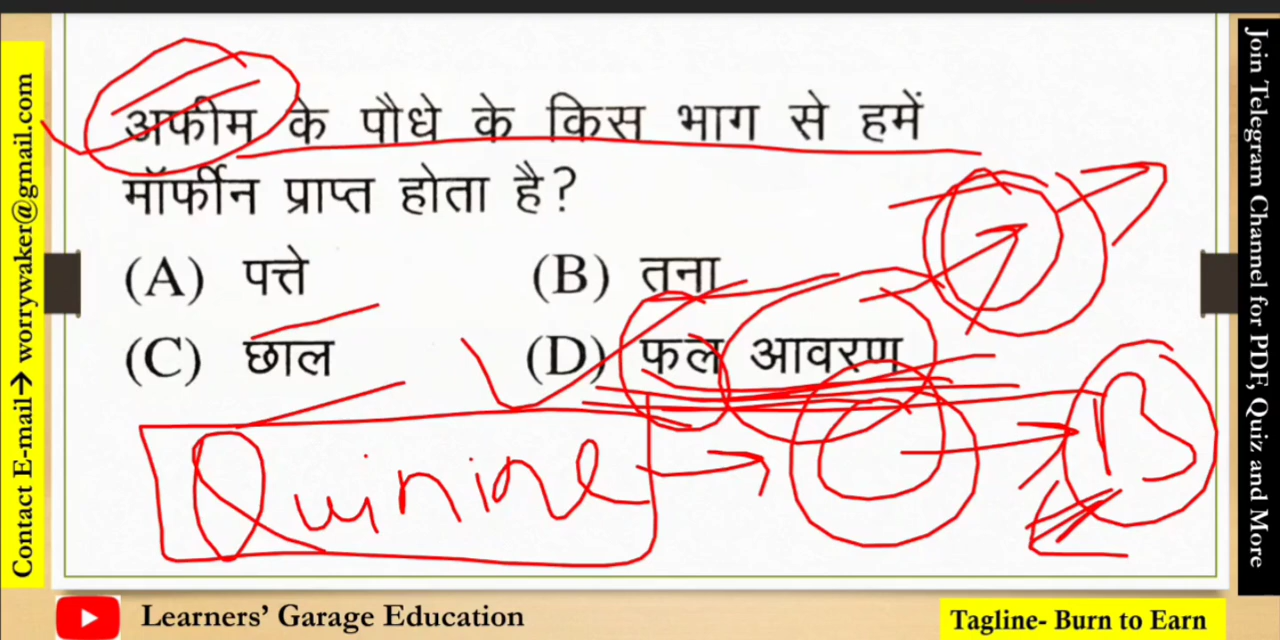 अफीम के पौधे के किस भाग से हमें
मॉर्फीन प्राप्त होता है?
(A) पत्ते (B) तना
(C) छाल (D) फल आवरण
Quinine
B
Contact E-mail→ worrywaker@gmail.com
Join Telegram Channel for PDF, Quiz and More
Learners’ Garage Education
Tagline- Burn to Earn